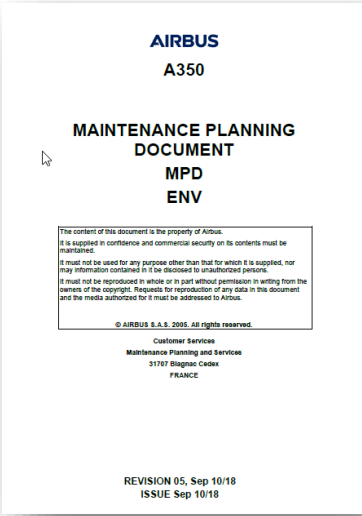 AIRBUS
A350
MAINTENANCE PLANNING
DOCUMENT
MPD
ENV
The content of this document is the property of Airbus.
It is supplied in confidence and commercial security on its contents must be
maintained.
It must not be used for any purpose other than that for which it is supplied, nor
may information contained in it be disclosed to unauthorized persons.
It must not be reproduced in whole or in part without permission in writing from the
owners of the copyright. Requests for reproduction of any data in this document
and the media authorized for it must be addressed to Airbus.
© AIRBUS S.A.S. 2005. All rights reserved.
Customer Services
Maintenance Planning and Services
31707 Blagnac Cedex
FRANCE
REVISION 05, Sep 10/18
ISSUE Sep 10/18